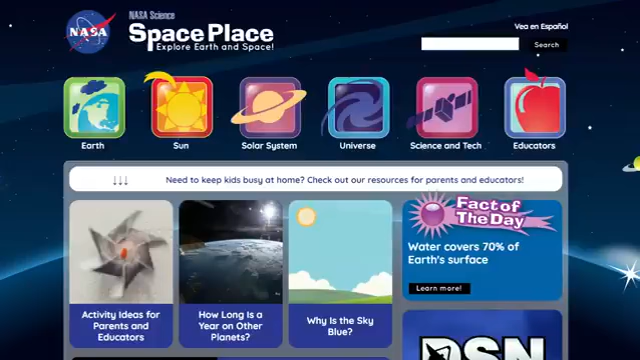 NASA
NASA Science
Space Place
Explore Earth and Space!
Vea en Español
Search
Earth
Sun
Solar System
Universe
Science and Tech
Educators
↓↓↓ Need to keep kids busy at home? Check out our resources for parents and educators!
Fact of
The Day
Water covers 70% of
Earth's surface
Learn more!
Activity Ideas for
Parents and
Educators
How Long Is a
Year on Other
Planets?
Why Is the Sky
Blue?
DSN